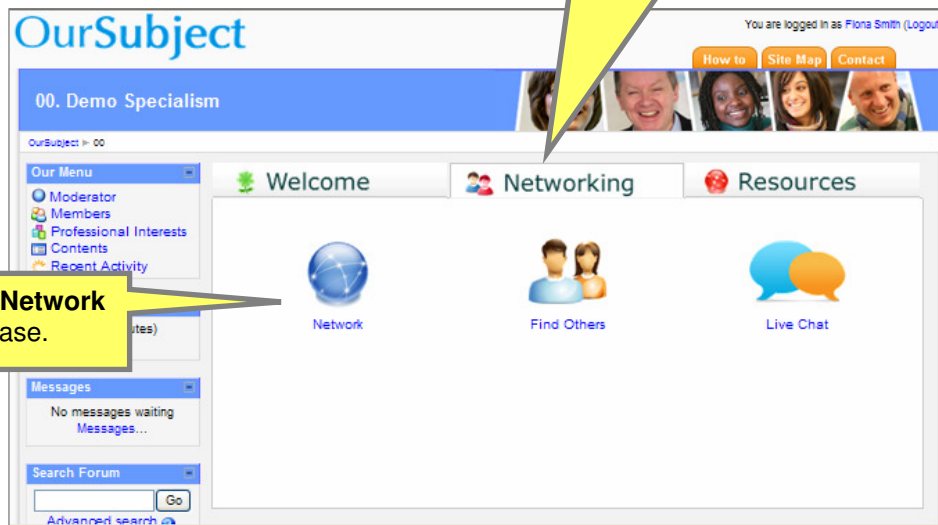 OurSubject
You are logged in as Fiona Smith (Logout
How to Site Map Contact
00. Demo Specialism
OurSubject ► 00
Our Menu
Moderator
Members
Professional Interests
Contents
Recent Activity
Welcome
Networking
Resources
Network
Find Others
Live Chat
Network
ase.
utes)
Messages
No messages waiting
Messages...
Search Forum
Go
Advanced search